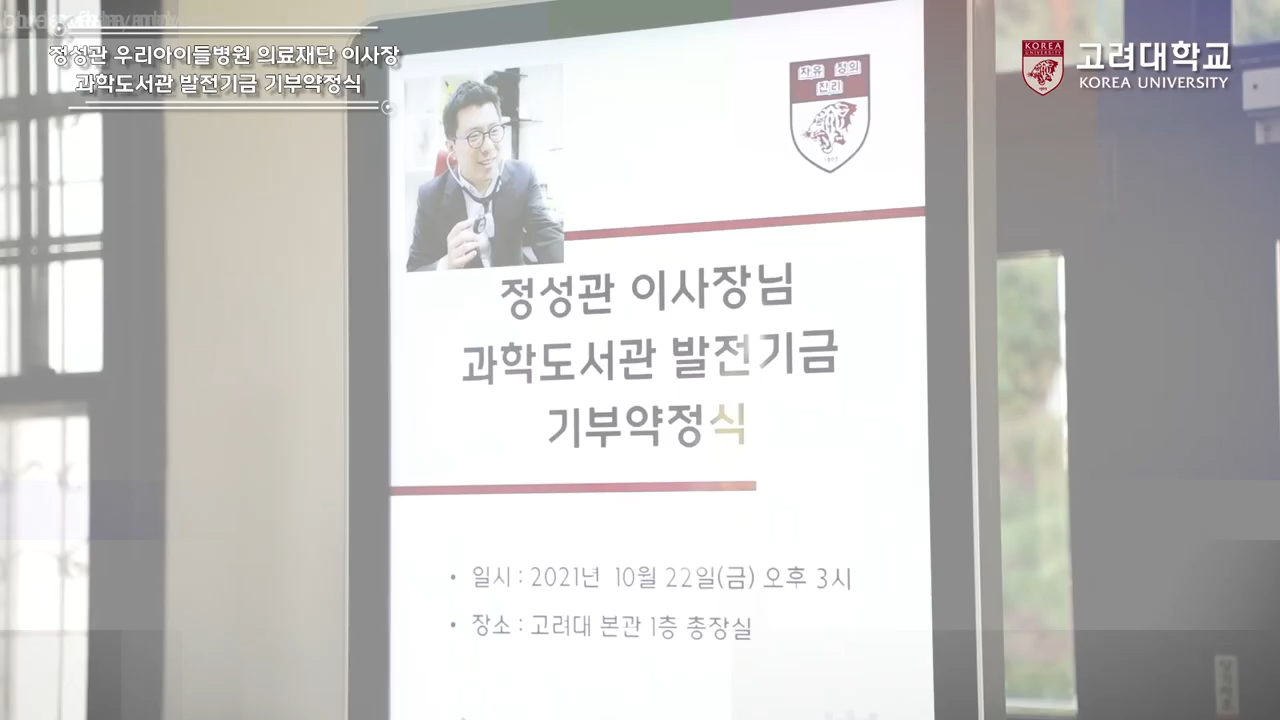 정성관 우리아이들병원 의료재단 이사장
과학도서관 발전기금 기부약정식
KOREA
UNIVERSITY
1905
고려대학교
KOREA UNIVERSITY
자유 정의
진리
1905
정성관 이사장님
과학도서관 발전기금
기부약정식
• 일시 : 2021년 10월 22일(금) 오후 3시
• 장소 : 고려대 본관 1층 총장실